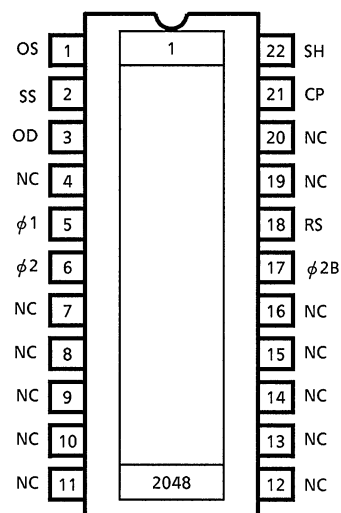 OS 1 1 22 SH
SS 2 21 CP
OD 3 20 NC
NC 4 19 NC
ϕ1 5 18 RS
ϕ2 6 17 ϕ2B
NC 7 16 NC
NC 8 15 NC
NC 9 14 NC
NC 10 13 NC
NC 11 2048 12 NC